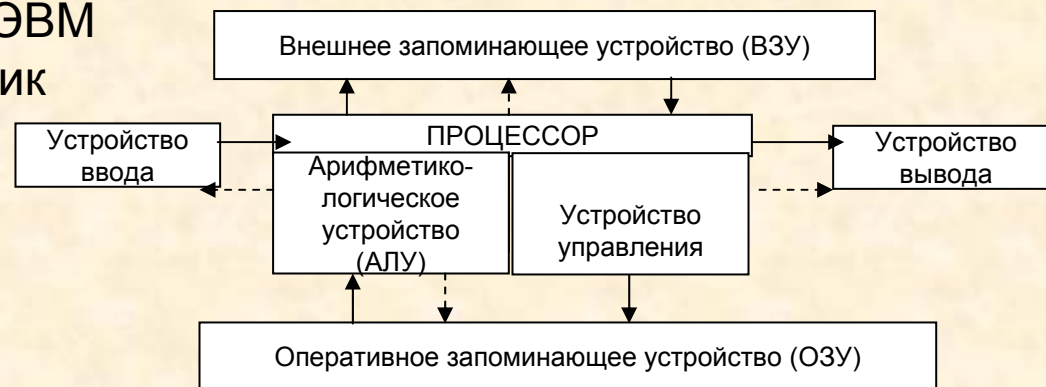 ЭВМ
ик
Внешнее запоминающее устройство (ВЗУ)
Устройство
ввода
ПРОЦЕССОР
Устройство
вывода
Арифметико-
логическое
устройство
(АЛУ)
Устройство
управления
Оперативное запоминающее устройство (ОЗУ)